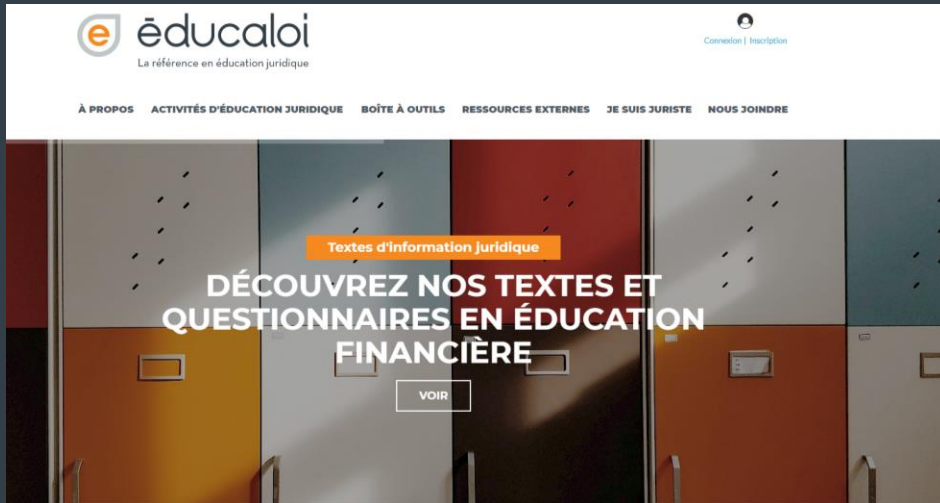 e éducaloi
La référence en éducation juridique
Connexion | Inscription
À PROPOS ACTIVITÉS D'ÉDUCATION JURIDIQUE BOÎTE À OUTILS RESSOURCES EXTERNES JE SUIS JURISTE NOUS JOINDRE
Textes d'information juridique
DÉCOUVREZ NOS TEXTES ET
QUESTIONNAIRES EN ÉDUCATION
FINANCIÈRE
VOIR